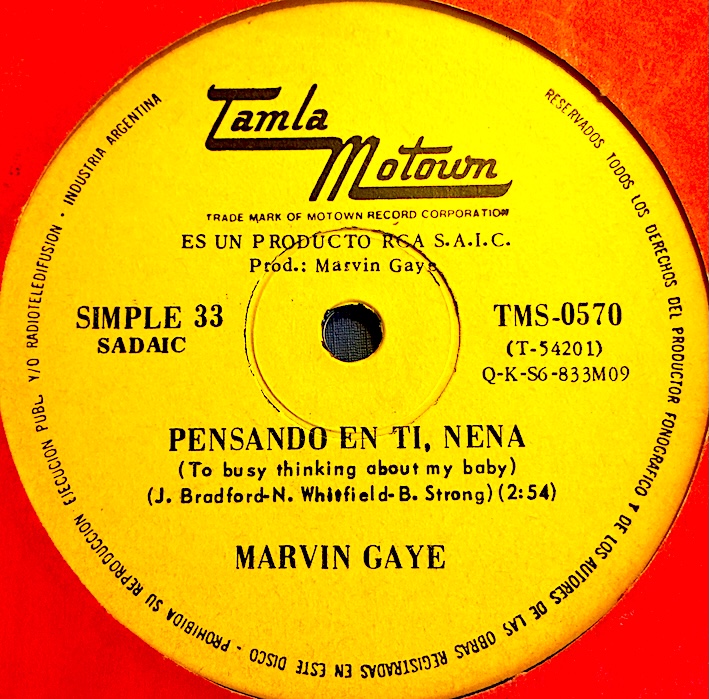 Tamla
Motown
TRADE MARK OF MOTOWN RECORD CORPORATION
ES UN PRODUCTO RCA S.A.I.C.
Prod.: Marvin Gaye
SIMPLE 33
SADAIC
TMS-0570
(T-54201)
Q-K-S6-833M09
PENSANDO EN TI, NENA
(To busy thinking about my baby)
(J. Bradford-N. Whitfield-B. Strong) (2:54)
MARVIN GAYE
RESERVADOS TODOS LOS DERECHOS DEL PRODUCTOR FONOGRAFICO Y DE LOS AUTORES DE LAS OBRAS REGISTRADAS EN ESTE DISCO - PROHIBIDA SU REPRODUCCION EJECUCION PUBL. Y/O RADIOTELEDIFUSION · INDUSTRIA ARGENTINA